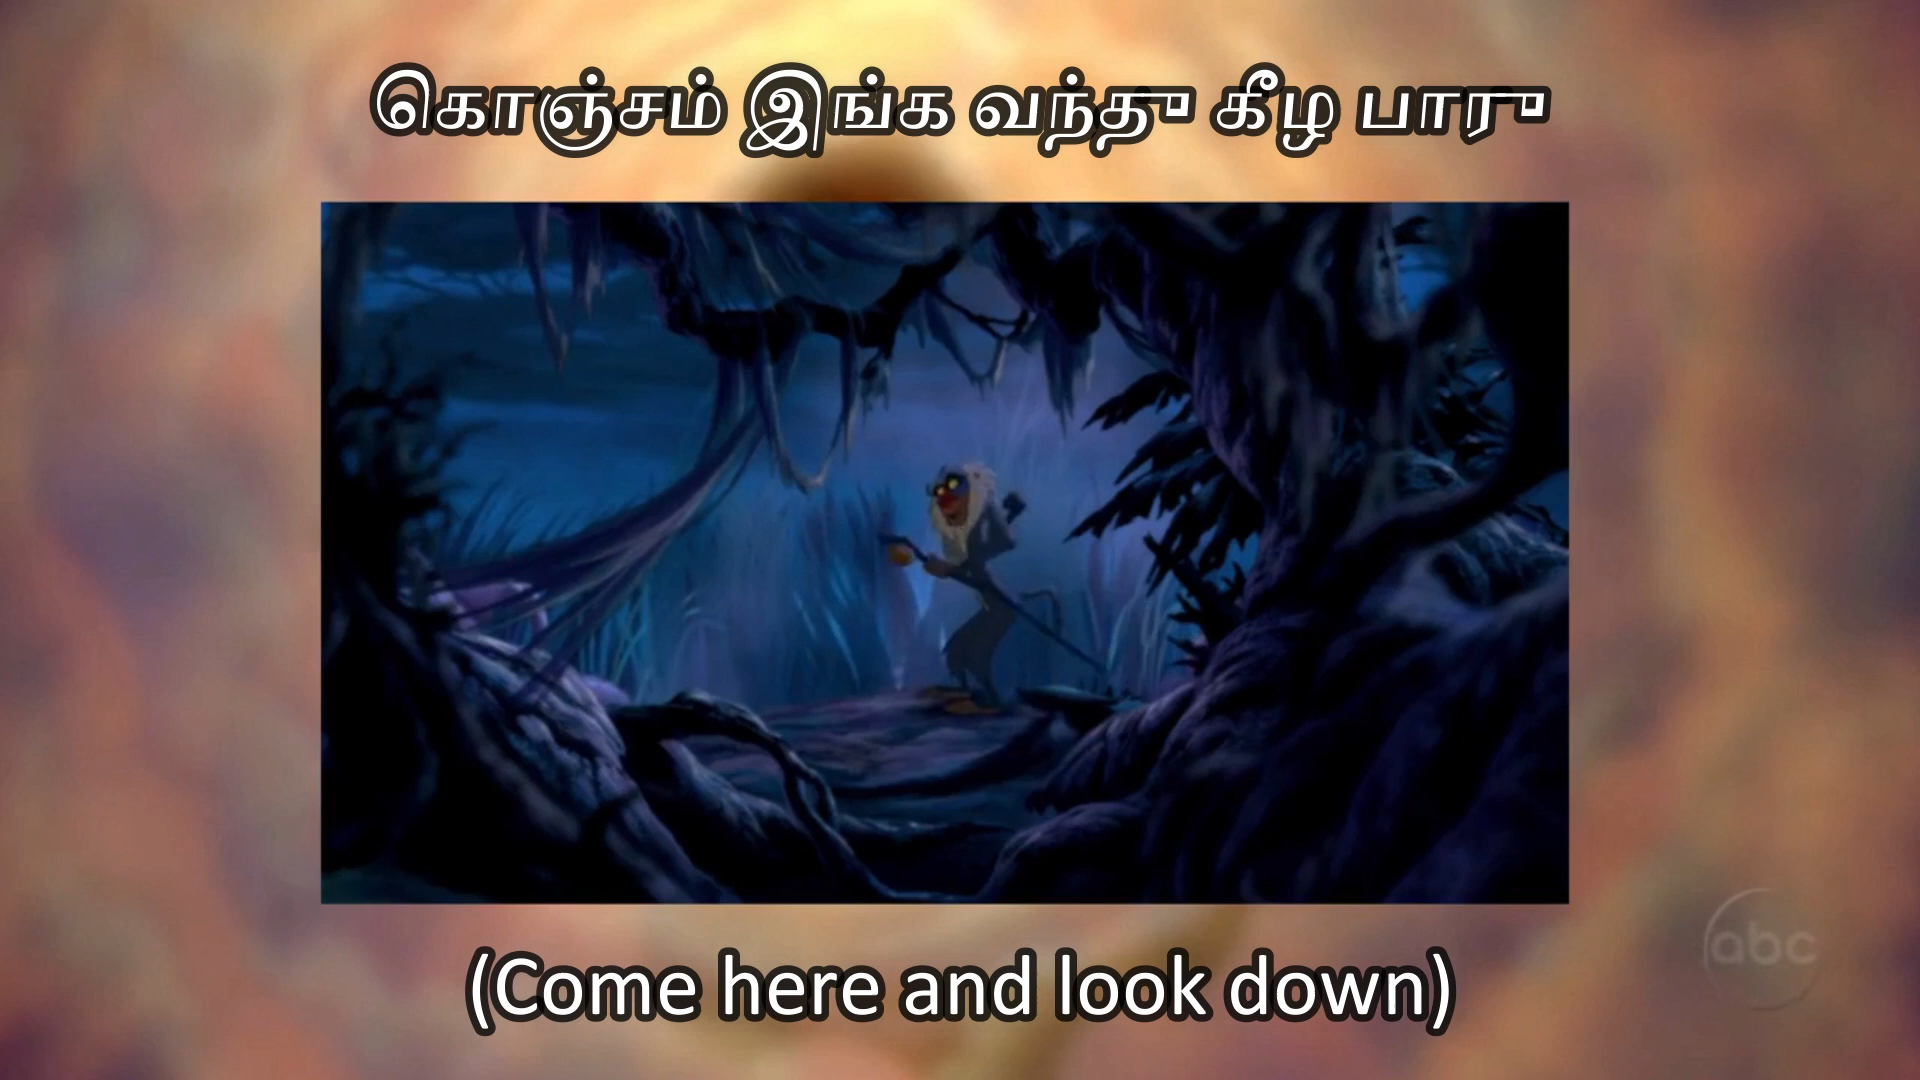 கொஞ்சம் இங்க வந்து கீழ பாரு
abc
(Come here and look down)